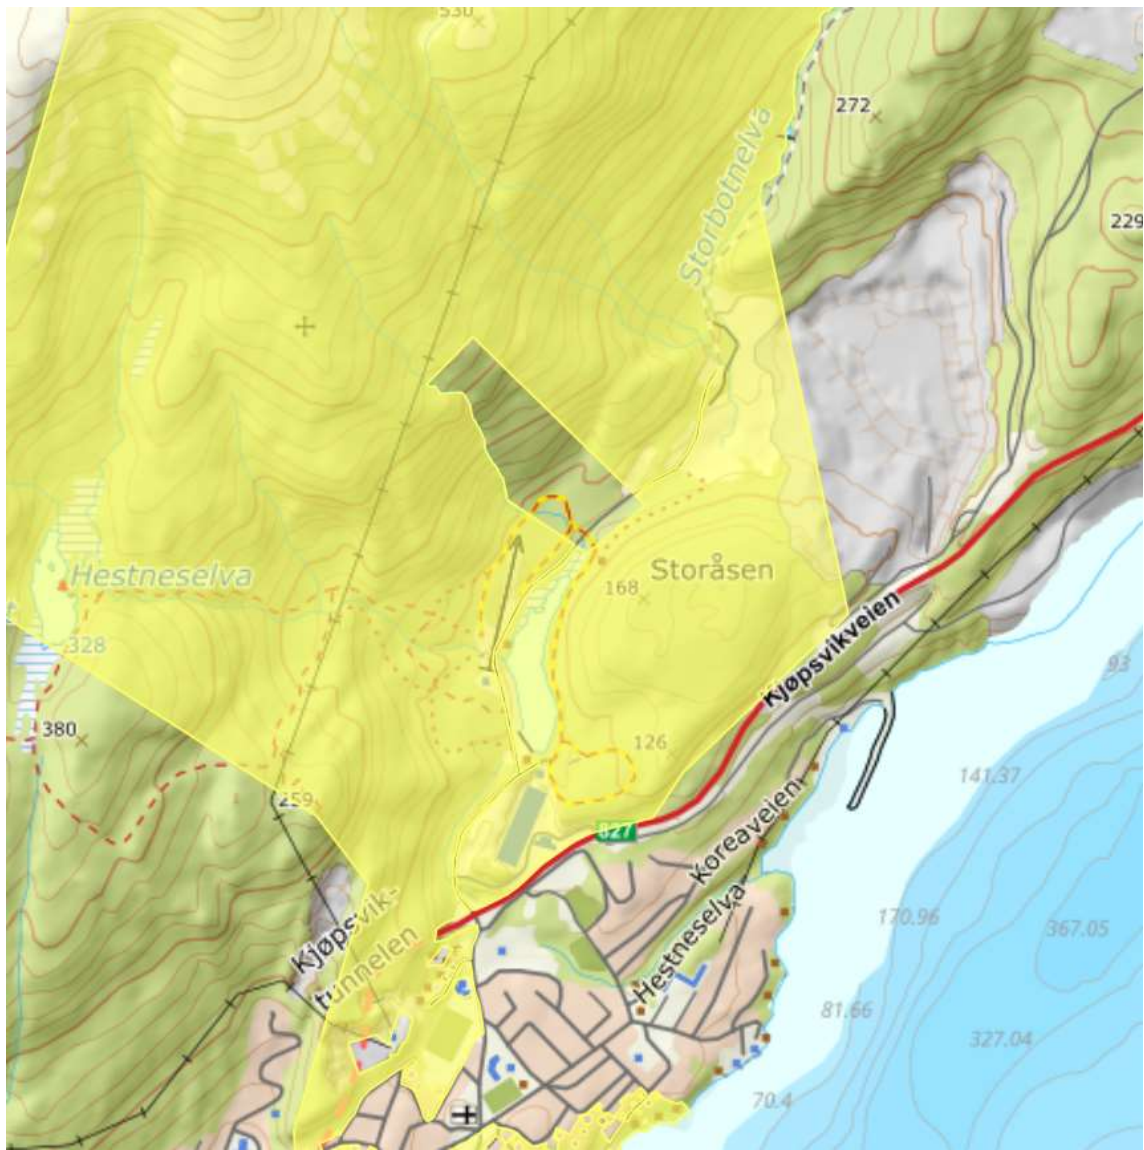 530
272
Storbotnelva
229
Hestneselva
168
Storåsen
328
380
126
Kjøpsvikveien
93
259
141.37
827
Koreaveien
Kjøpsvik-
tunnelen
Hestneselva
170.96
367.05
81.66
327.04
70.4